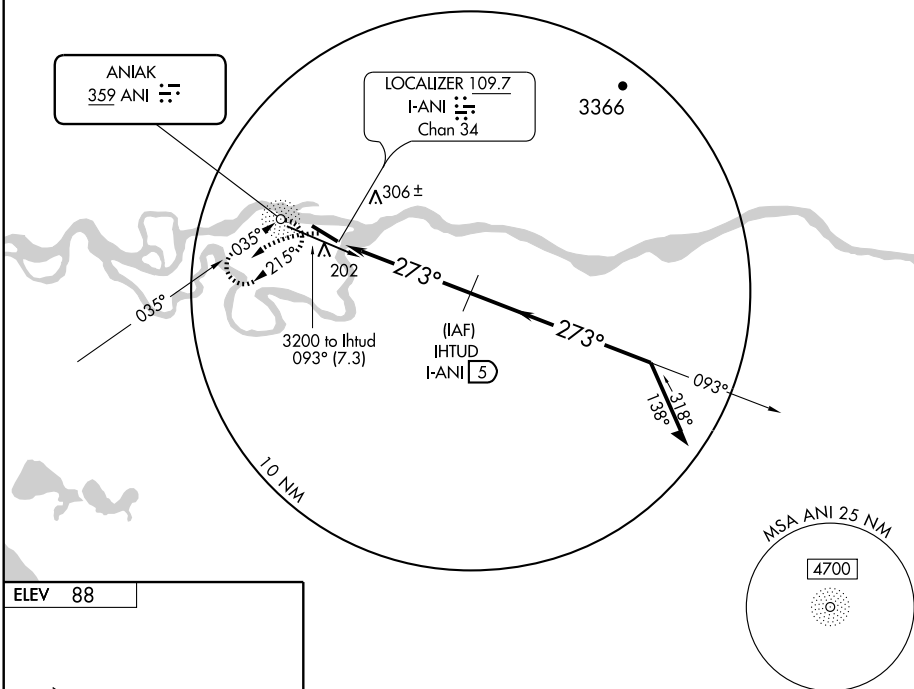 ANIAK
359 ANI
LOCALIZER 109.7
I-ANI
Chan 34
3366
306 ±
035°
215°
202
273°
035°
3200 to Ihtud
093° (7.3)
(IAF)
IHTUD
I-ANI 5
273°
093°
318°
138°
10 NM
MSA ANI 25 NM
4700
ELEV 88